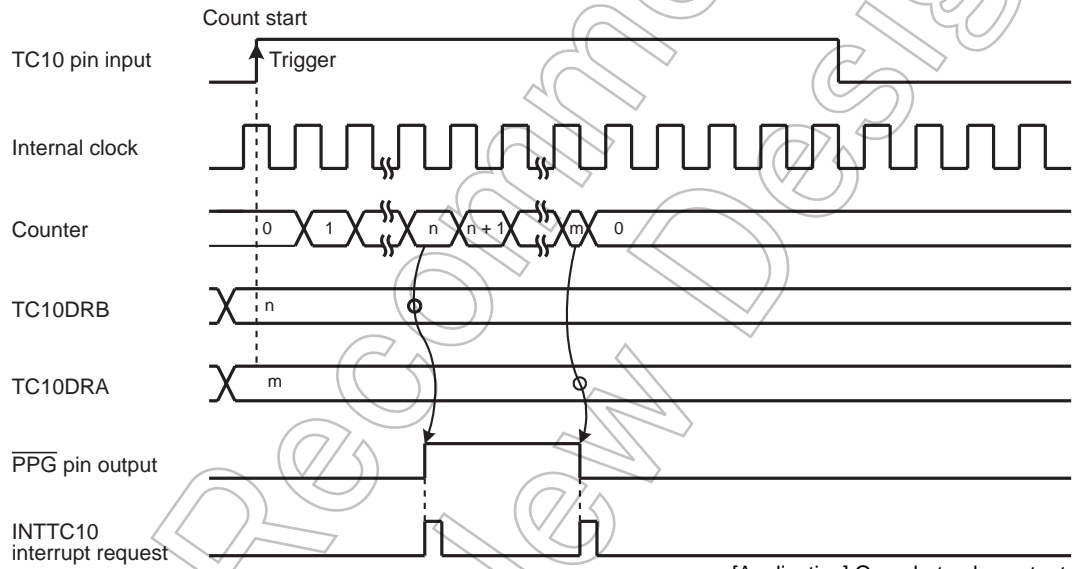 Count start
TC10 pin input
Trigger
Internal clock
Counter
0 1 n n + 1 m 0
TC10DRB
n
TC10DRA
m
PPG pin output
INTTC10
interrupt request